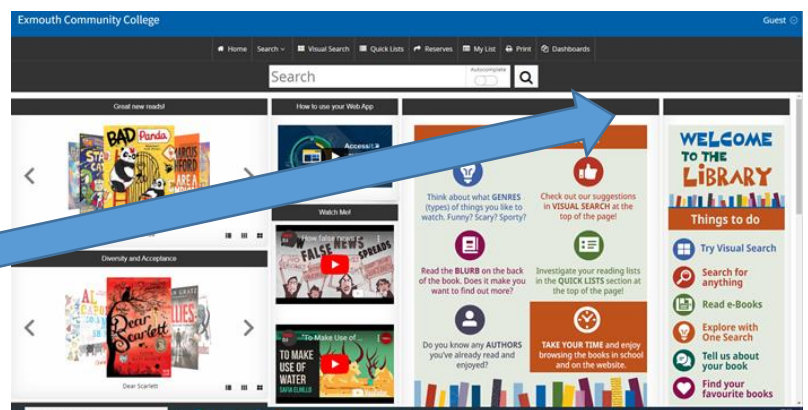 Exmouth Community College
Guest
Home Search Visual Search Quick Lists Reserves My List Print Dashboards
Search
Autocomplete
Great new reads!
BAD Panda
Diversity and Acceptance
Dear Scarlett
Dear Scarlett
How to use your Web App
Watch Me!
"How false news
FALSE NEWS
SPREADS
"To Make Use of
TO MAKE
USE OF
WATER
SAFIA ELHILLO
Think about what GENRES
(types) of things you like to
watch. Funny? Scary? Sporty?
Check out our suggestions
in VISUAL SEARCH at the
top of the page!
Read the BLURB on the back
of the book. Does it make you
want to find out more?
Investigate your reading lists
in the QUICK LISTS section at
the top of the page!
Do you know any AUTHORS
you've already read and
enjoyed?
TAKE YOUR TIME and enjoy
browsing the books in school
and on the website.
WELCOME
TO THE
LIBRARY
Things to do
Try Visual Search
Search for
anything
Read e-Books
Explore with
One Search
Tell us about
your book
Find your
favourite books